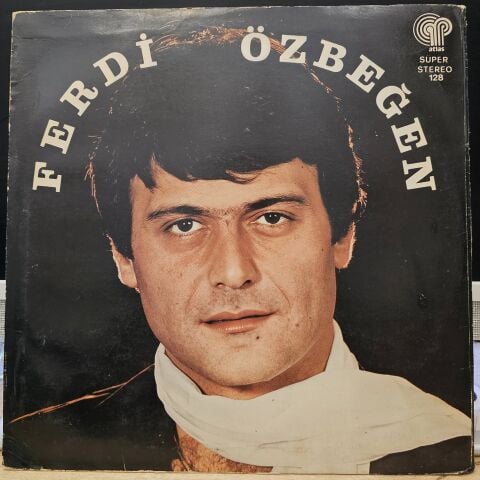 FERDİ ÖZBEĞEN
atlas
SUPER
STEREO
128